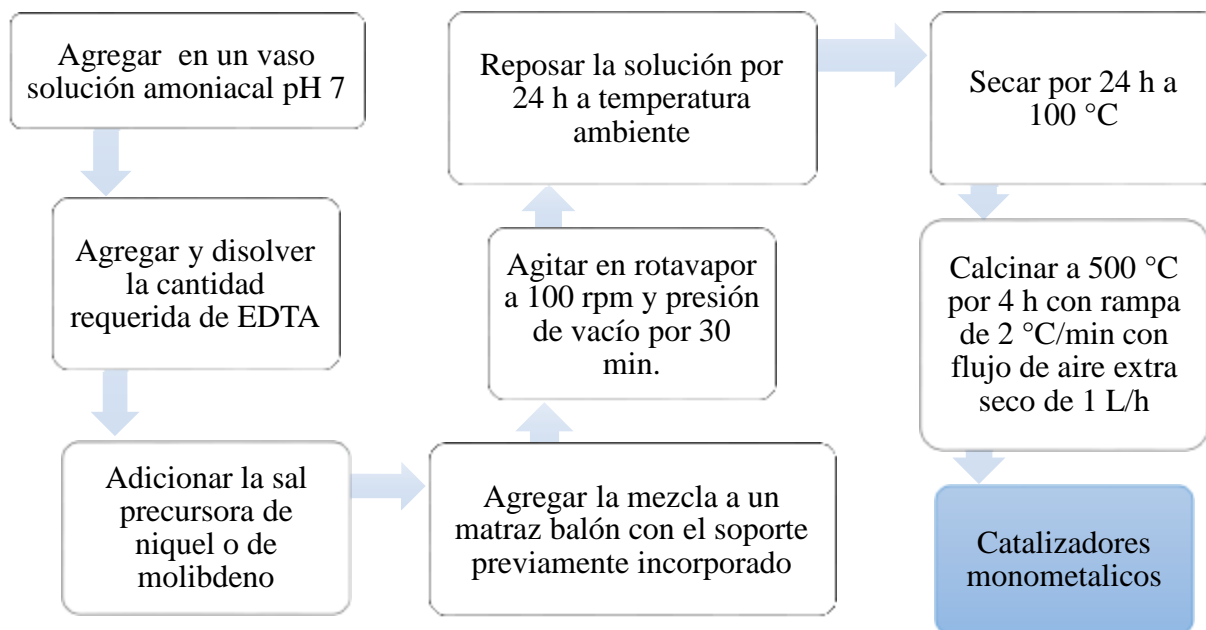 Agregar en un vaso
solución amoniacal pH 7
Agregar y disolver
la cantidad
requerida de EDTA
Adicionar la sal
precursora de
niquel o de
molibdeno
Agregar la mezcla a un
matraz balón con el soporte
previamente incorporado
Agitar en rotavapor
a 100 rpm y presión
de vacío por 30
min.
Reposar la solución por
24 h a temperatura
ambiente
Secar por 24 h a
100 °C
Calcinar a 500 °C
por 4 h con rampa
de 2 °C/min con
flujo de aire extra
seco de 1 L/h
Catalizadores
monometalicos